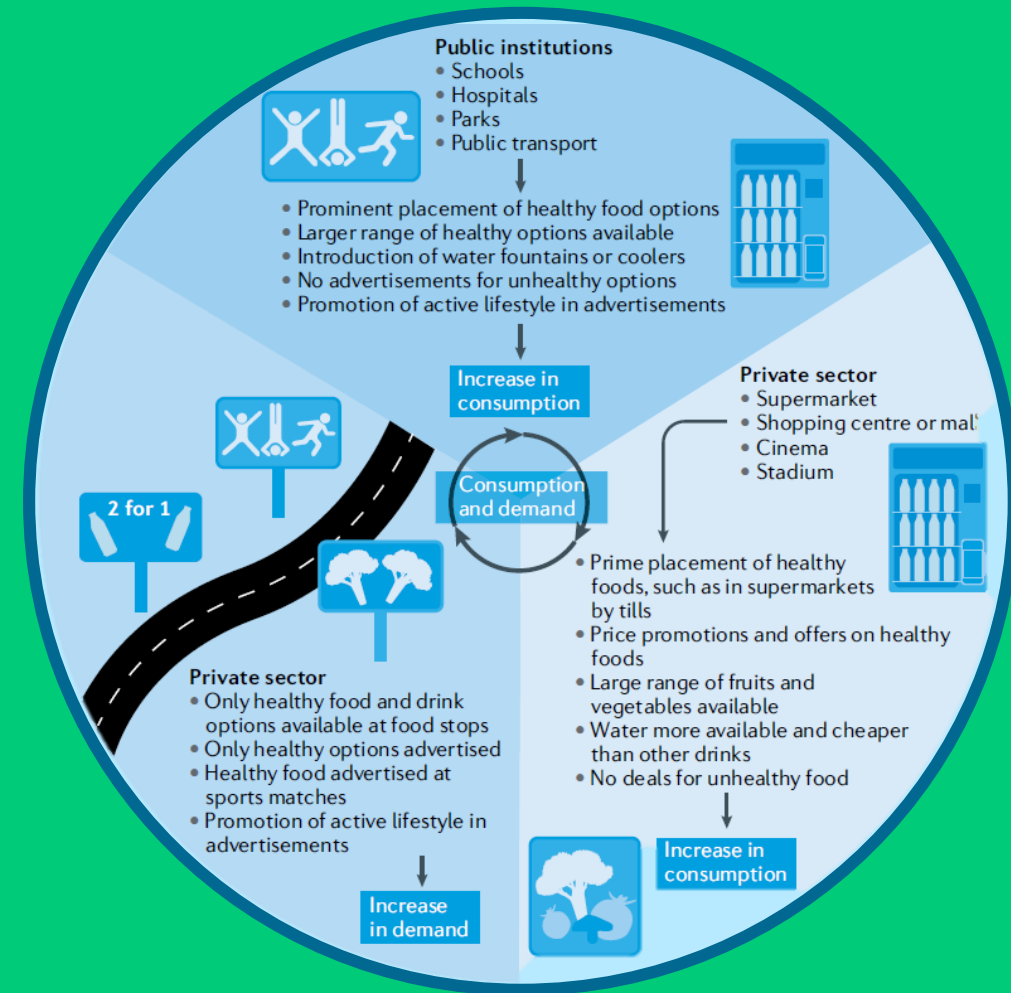 Public institutions
• Schools
• Hospitals
• Parks
• Public transport
• Prominent placement of healthy food options
• Larger range of healthy options available
• Introduction of water fountains or coolers
• No advertisements for unhealthy options
• Promotion of active lifestyle in advertisements
Increase in
consumption
Consumption
and demand
Private sector
• Supermarket
• Shopping centre or mall
• Cinema
• Stadium
• Prime placement of healthy
foods, such as in supermarkets
by tills
• Price promotions and offers on healthy
foods
• Large range of fruits and
vegetables available
• Water more available and cheaper
than other drinks
• No deals for unhealthy food
Increase in
consumption
2 for 1
Private sector
• Only healthy food and drink
options available at food stops
• Only healthy options advertised
• Healthy food advertised at
sports matches
• Promotion of active lifestyle in
advertisements
Increase
in demand